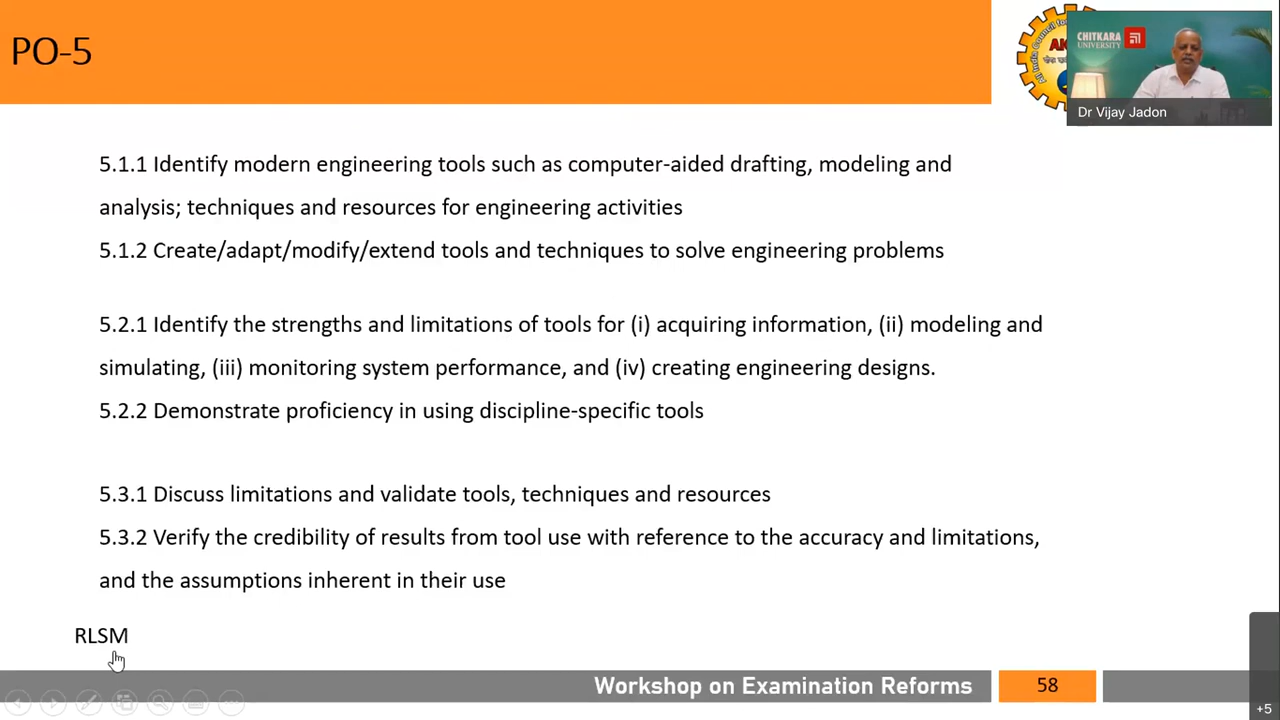 PO-5
CHITKARA
UNIVERSITY
Dr Vijay Jadon
5.1.1 Identify modern engineering tools such as computer-aided drafting, modeling and
analysis; techniques and resources for engineering activities
5.1.2 Create/adapt/modify/extend tools and techniques to solve engineering problems
5.2.1 Identify the strengths and limitations of tools for (i) acquiring information, (ii) modeling and
simulating, (iii) monitoring system performance, and (iv) creating engineering designs.
5.2.2 Demonstrate proficiency in using discipline-specific tools
5.3.1 Discuss limitations and validate tools, techniques and resources
5.3.2 Verify the credibility of results from tool use with reference to the accuracy and limitations,
and the assumptions inherent in their use
RLSM
Workshop on Examination Reforms
58
+5